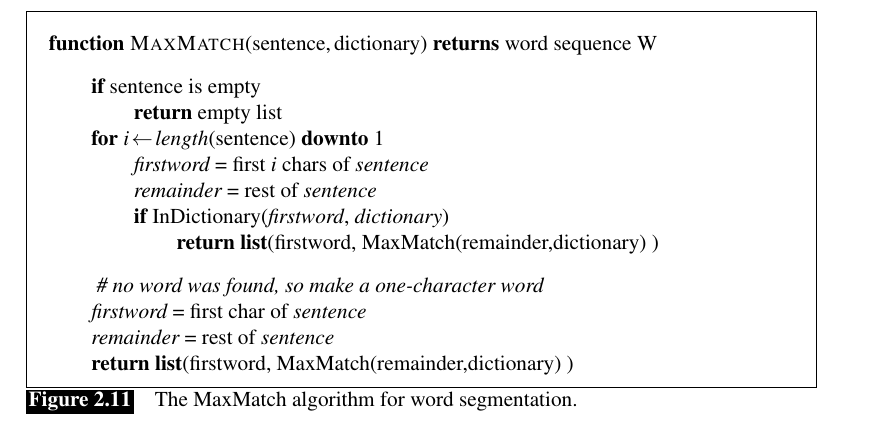 function MAXMATCH(sentence, dictionary) returns word sequence W
if sentence is empty
return empty list
for i ← length(sentence) downto 1
firstword = first i chars of sentence
remainder = rest of sentence
if InDictionary(firstword, dictionary)
return list(firstword, MaxMatch(remainder,dictionary) )
# no word was found, so make a one-character word
firstword = first char of sentence
remainder = rest of sentence
return list(firstword, MaxMatch(remainder,dictionary) )
Figure 2.11 The MaxMatch algorithm for word segmentation.